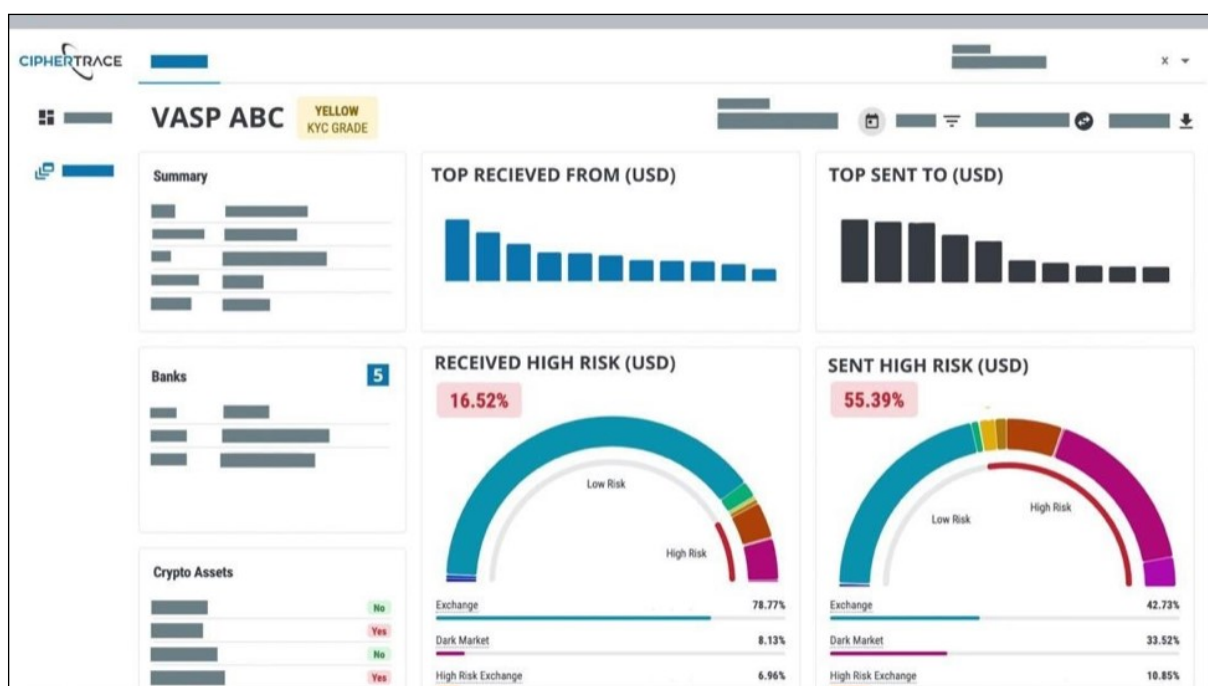 CIPHERTRACE
x
VASP ABC
YELLOW
KYC GRADE
Summary
TOP RECIEVED FROM (USD)
TOP SENT TO (USD)
Banks
5
RECEIVED HIGH RISK (USD)
16.52%
Low Risk
High Risk
Exchange 78.77%
Dark Market 8.13%
High Risk Exchange 6.96%
SENT HIGH RISK (USD)
55.39%
Low Risk
High Risk
Exchange 42.73%
Dark Market 33.52%
High Risk Exchange 10.85%
Crypto Assets
No
Yes
No
Yes